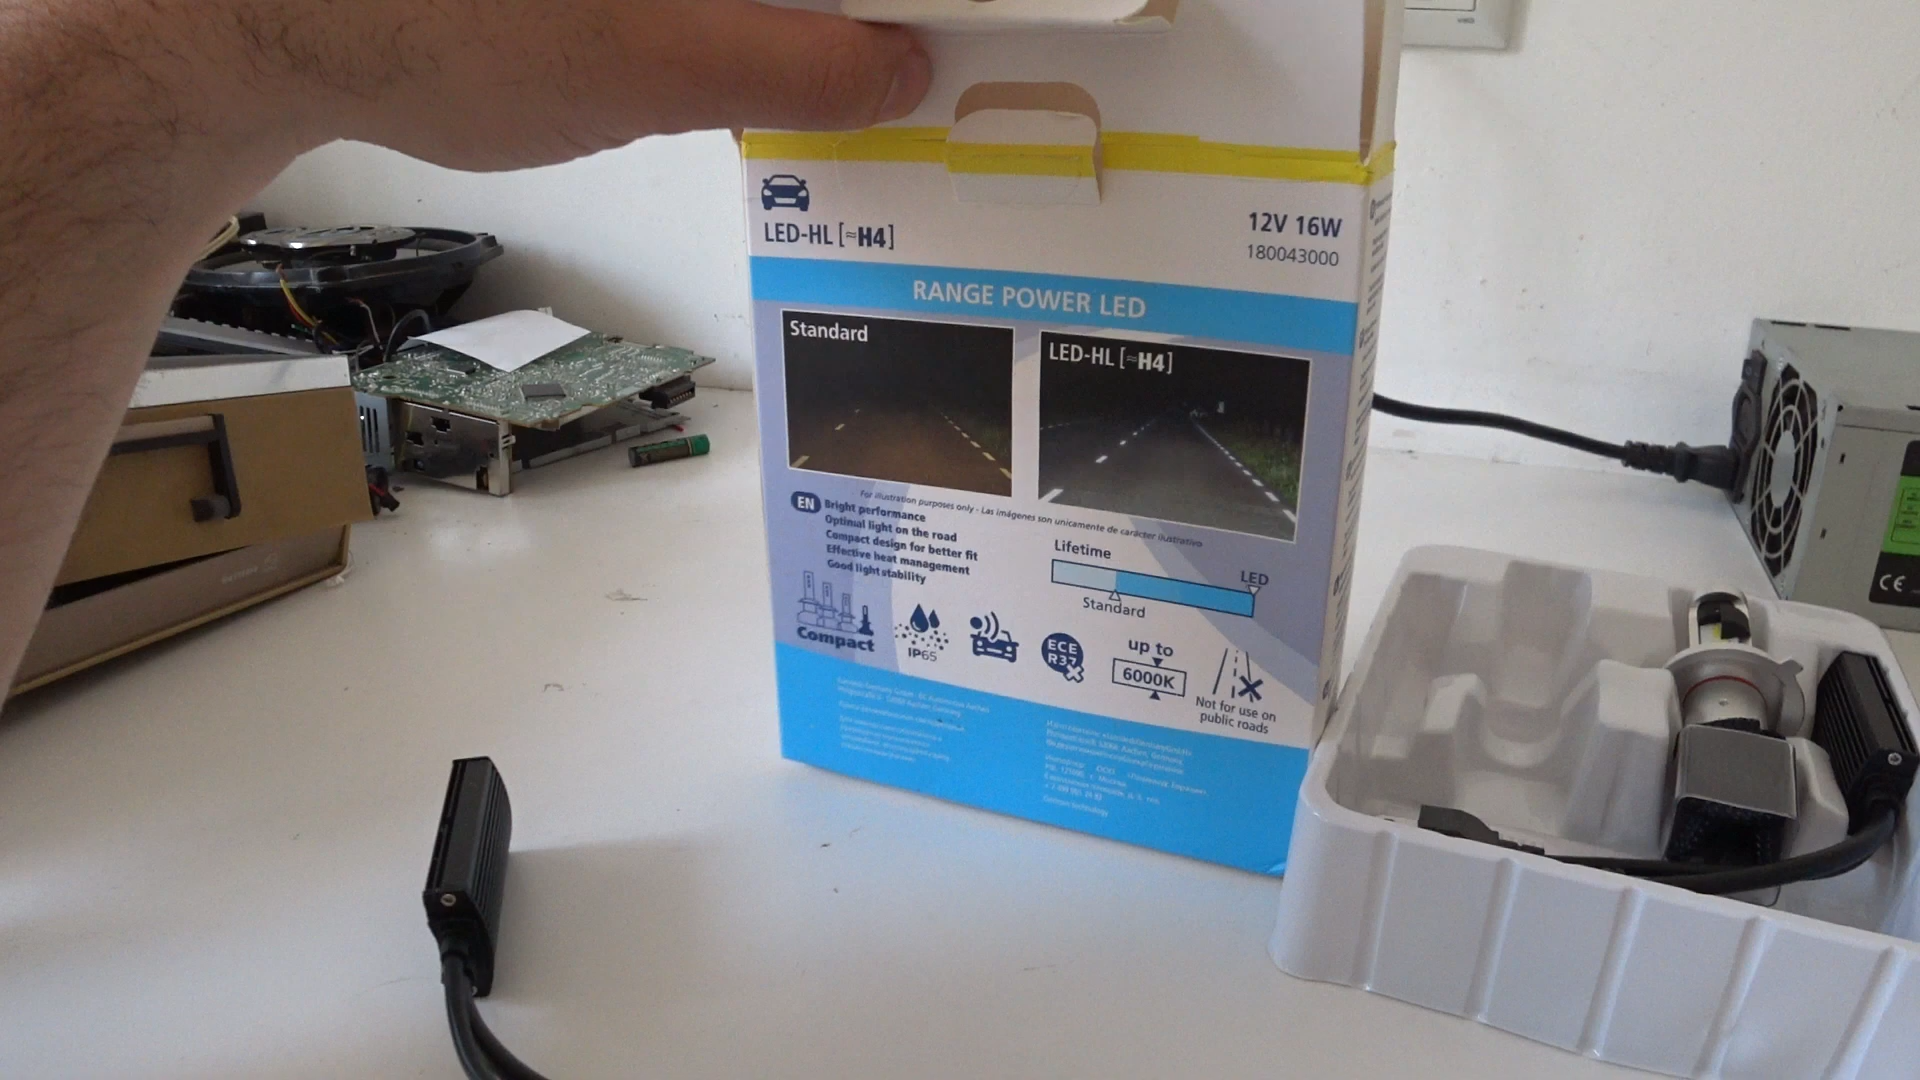 LED-HL [≈H4]
12V 16W
180043000
RANGE POWER LED
Standard
LED-HL [≈H4]
For illustration purposes only - Las imágenes son unicamente de carácter ilustrativo
EN
Bright performance
Optimal light on the road
Compact design for better fit
Effective heat management
Good light stability
Lifetime
LED
Standard
Compact
IP65
ECE
R37
up to
6000K
Not for use on
public roads
German technology
CE